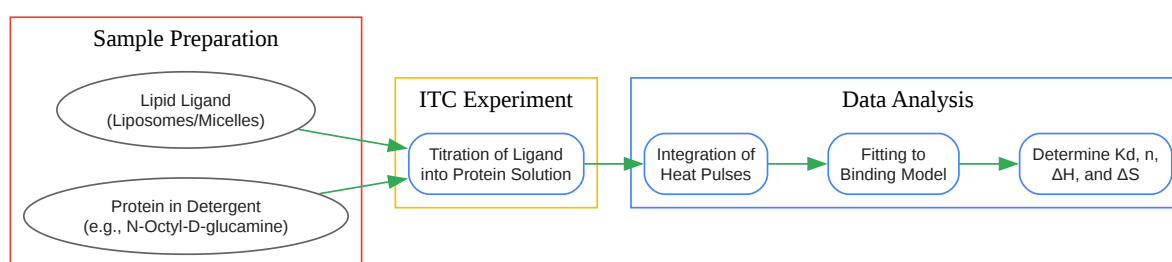 Sample Preparation
Lipid Ligand
(Liposomes/Micelles)
Protein in Detergent
(e.g., N-Octyl-D-glucamine)
ITC Experiment
Titration of Ligand
into Protein Solution
Data Analysis
Integration of
Heat Pulses
Fitting to
Binding Model
Determine Kd, n,
ΔH, and ΔS